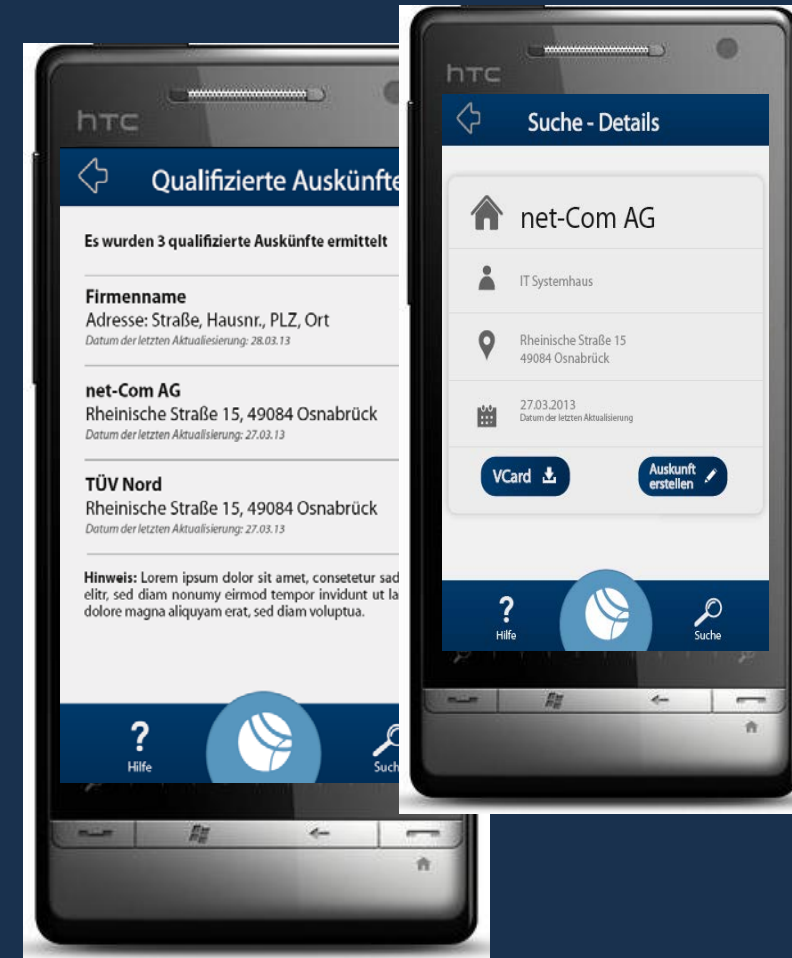 htc
Qualifizierte Auskünfte
Es wurden 3 qualifizierte Auskünfte ermittelt
Firmenname
Adresse: Straße, Hausnr., PLZ, Ort
Datum der letzten Aktualiesierung: 28.03.13
net-Com AG
Rheinische Straße 15, 49084 Osnabrück
Datum der letzten Aktualisierung: 27.03.13
TÜV Nord
Rheinische Straße 15, 49084 Osnabrück
Datum der letzten Aktualisierung: 27.03.13
Hinweis: Lorem ipsum dolor sit amet, consetetur sad
elitr, sed diam nonumy eirmod tempor invidunt ut la
dolore magna aliquyam erat, sed diam voluptua.
?
Hilfe
Such
htc
Suche - Details
net-Com AG
IT Systemhaus
Rheinische Straße 15
49084 Osnabrück
27.03.2013
Datum der letzten Aktualisierung
VCard
Auskunft
erstellen
?
Hilfe
Suche